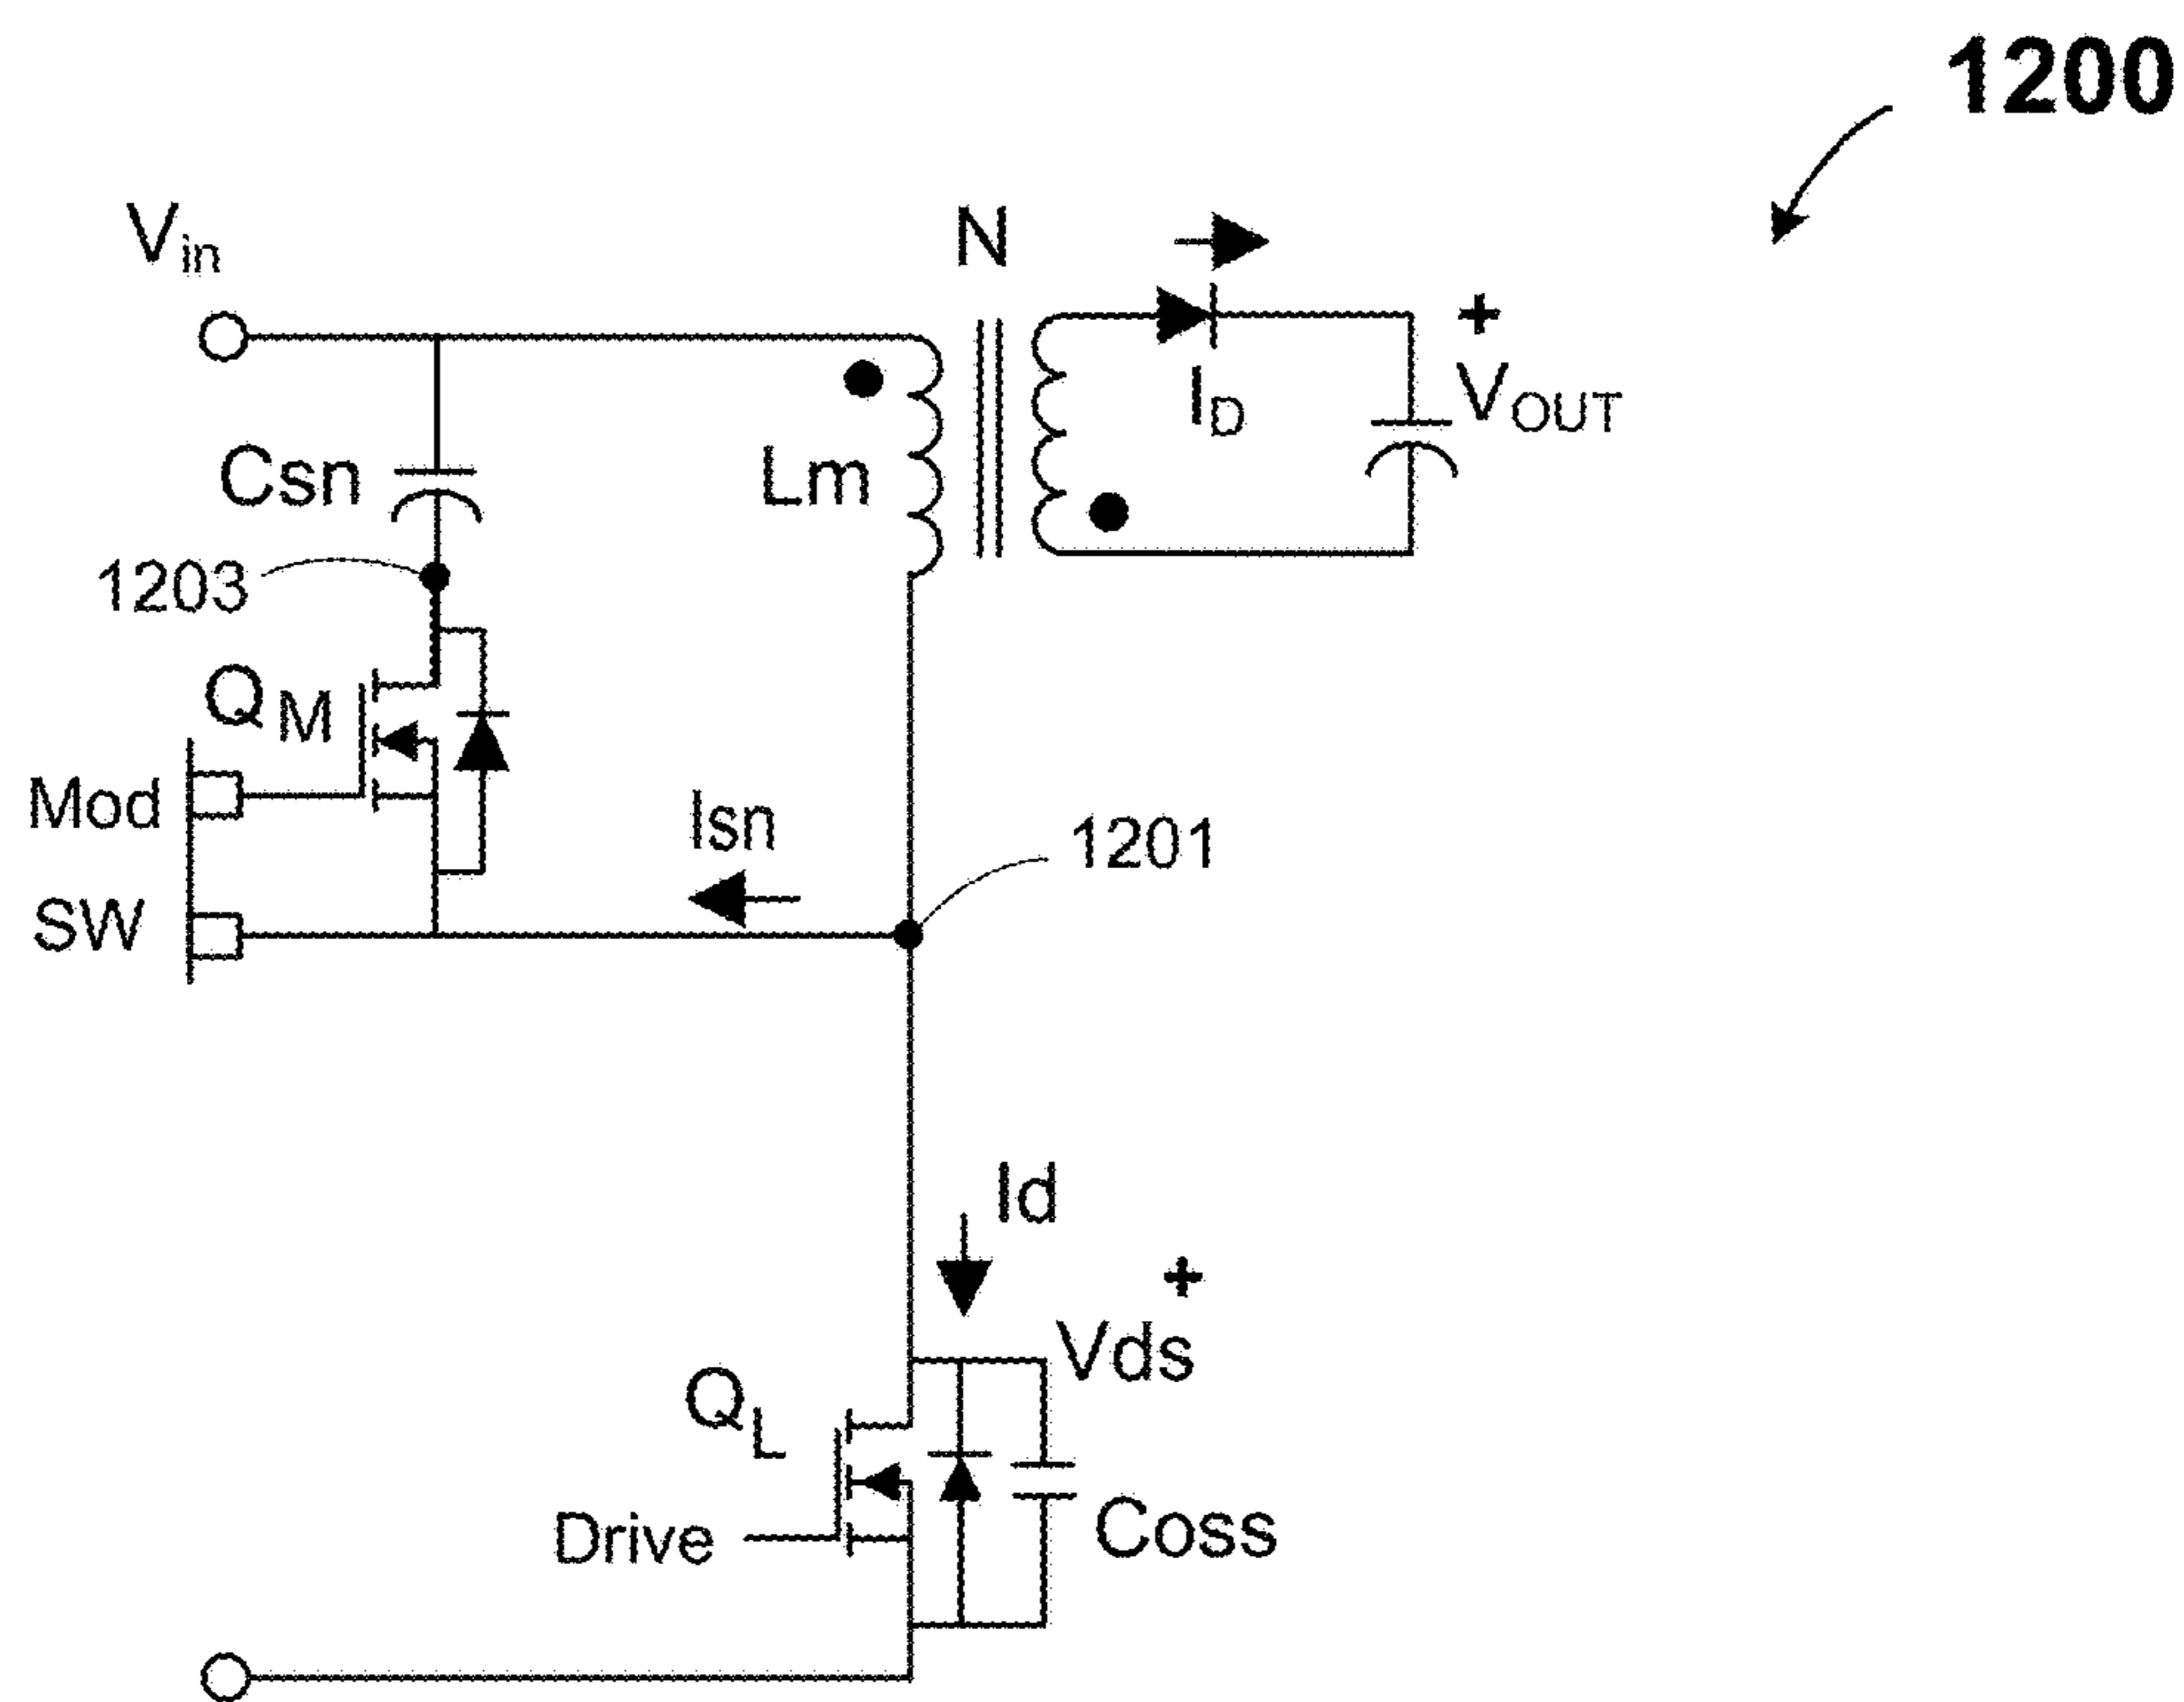 1200
Vin
N
+
ID
VOUT
Csn
Lm
1203
QM
Mod
Isn
1201
SW
Id
+
Vds
QL
Drive
Coss